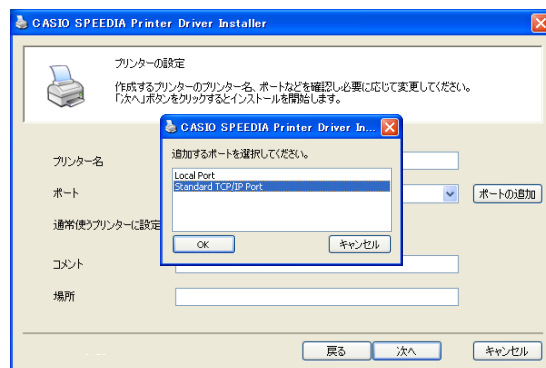 CASIO SPEEDIA Printer Driver Installer
プリンターの設定
作成するプリンターのプリンター名、ポートなどを確認し必要に応じて変更してください。
「次へ」ボタンをクリックするとインストールを開始します。
CASIO SPEEDIA Printer Driver In...
追加するポートを選択してください。
Local Port
Standard TCP/IP Port
OK
キャンセル
プリンター名
ポート
ポートの追加
通常使うプリンターに設定
コメント
場所
戻る
次へ
キャンセル